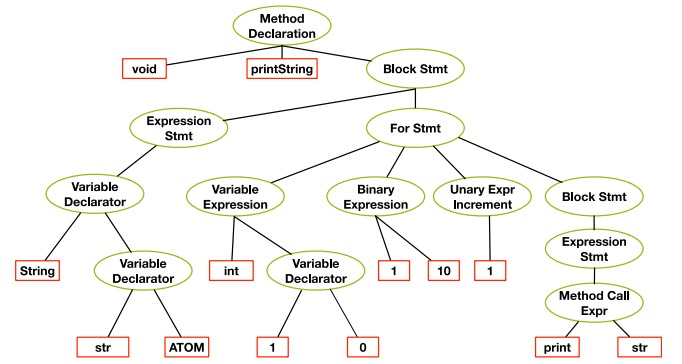 Method
Declaration
void
printString
Block Stmt
Expression
Stmt
For Stmt
Variable
Declarator
Variable
Expression
Binary
Expression
Unary Expr
Increment
Block Stmt
String
Variable
Declarator
int
Variable
Declarator
1
10
1
Expression
Stmt
Method Call
Expr
str
ATOM
1
0
print
str